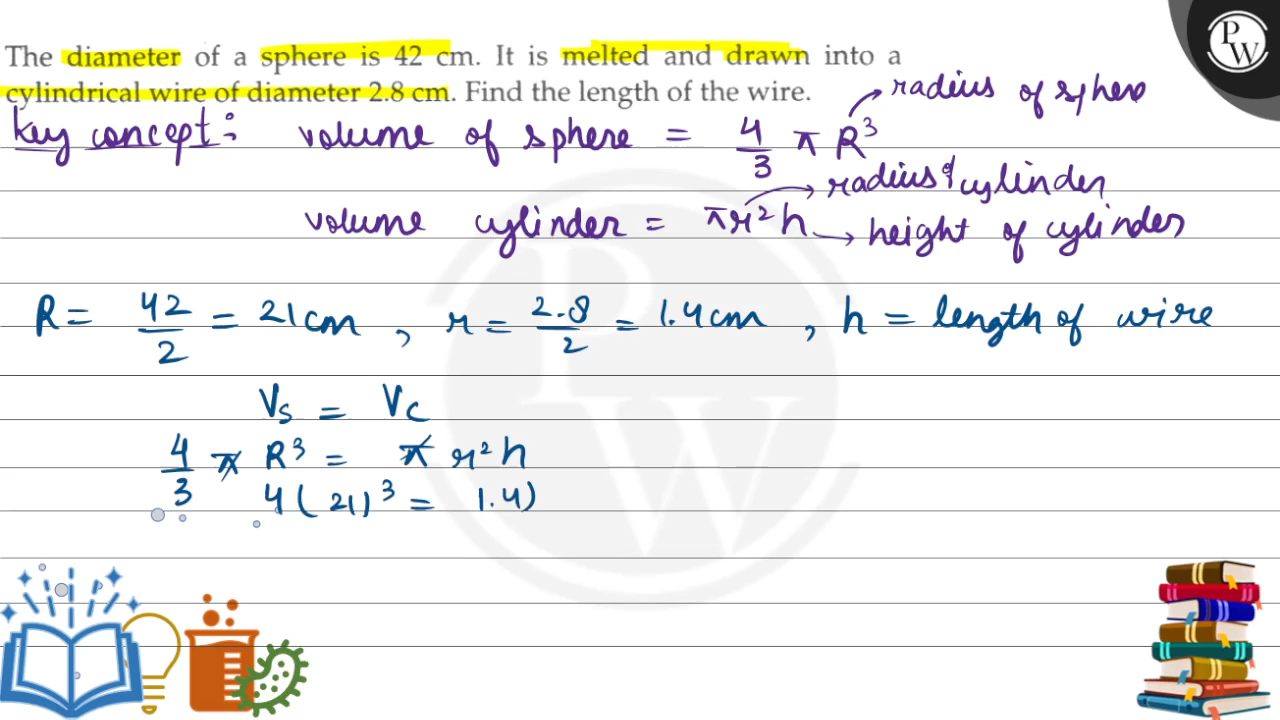 The diameter of a sphere is 42 cm. It is melted and drawn into a
cylindrical wire of diameter 2.8 cm. Find the length of the wire.
PW
Key concept: volume of sphere = 4/3 π R³ → radius of sphere
volume cylinder = πr²h → radius of cylinder → height of cylinder
R = 42/2 = 21 cm, r = 2.8/2 = 1.4 cm, h = length of wire
Vs = Vc
4/3 π R³ = π r²h
4(21)³ = 1.4)
PW